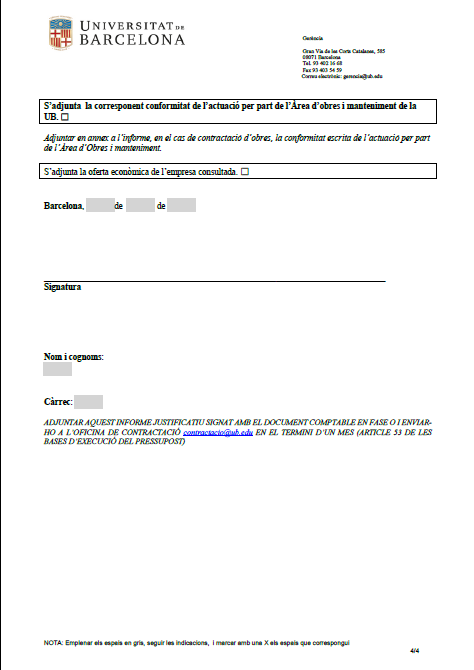 UNIVERSITAT DE
BARCELONA
Gerència
Gran Via de les Corts Catalanes, 585
08071 Barcelona
Tel. 93 402 16 68
Fax 93 403 54 59
Correu electrònic: gerencia@ub.edu
S'adjunta la corresponent conformitat de l'actuació per part de l'Àrea d'obres i manteniment de la
UB. ☐
Adjuntar en annex a l'informe, en el cas de contractació d'obres, la conformitat escrita de l'actuació per part
de l'Àrea d'Obres i manteniment.
S'adjunta la oferta econòmica de l'empresa consultada. ☐
Barcelona, de de
Signatura
Nom i cognoms:
Càrrec:
ADJUNTAR AQUEST INFORME JUSTIFICATIU SIGNAT AMB EL DOCUMENT COMPTABLE EN FASE O I ENVIAR-
HO A L'OFICINA DE CONTRACTACIÓ contractacio@ub.edu EN EL TERMINI D'UN MES (ARTICLE 53 DE LES
BASES D'EXECUCIÓ DEL PRESSUPOST)
NOTA: Emplenar els espais en gris, seguir les indicacions, i marcar amb una X els espais que correspongui
4/4